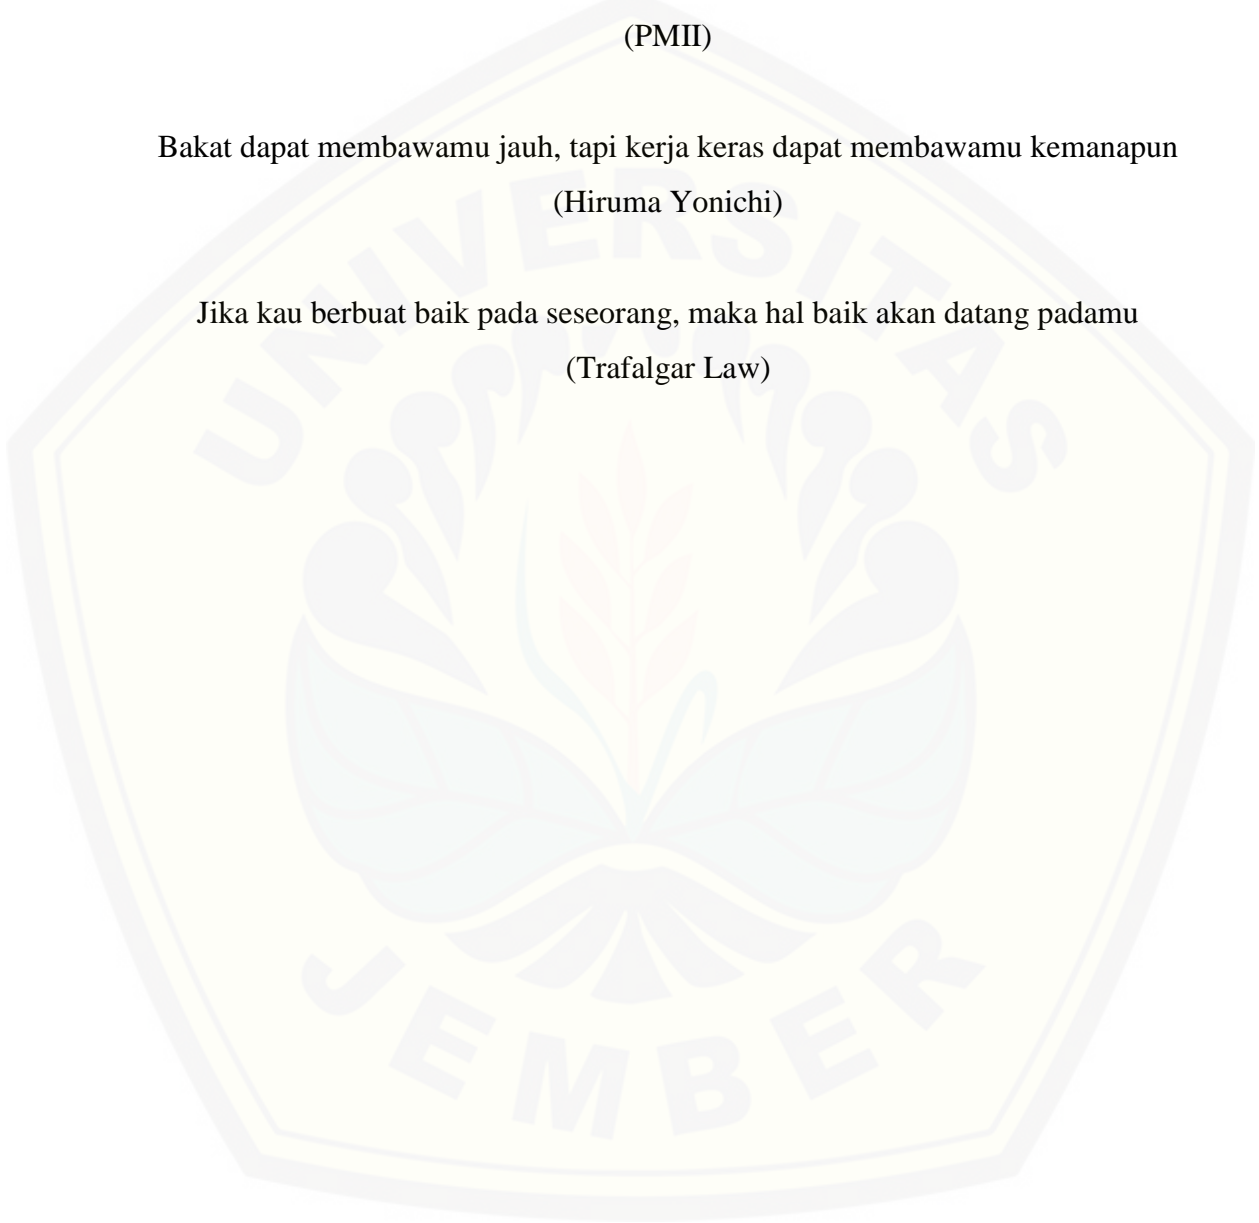 (PMII)
Bakat dapat membawamu jauh, tapi kerja keras dapat membawamu kemanapun
(Hiruma Yonichi)
Jika kau berbuat baik pada seseorang, maka hal baik akan datang padamu
(Trafalgar Law)
UNIVERSITAS
JEMBER